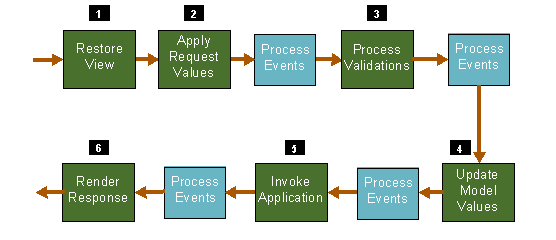 1
Restore
View
2
Apply
Request
Values
Process
Events
3
Process
Validations
Process
Events
4
Update
Model
Values
Process
Events
5
Invoke
Application
Process
Events
6
Render
Response